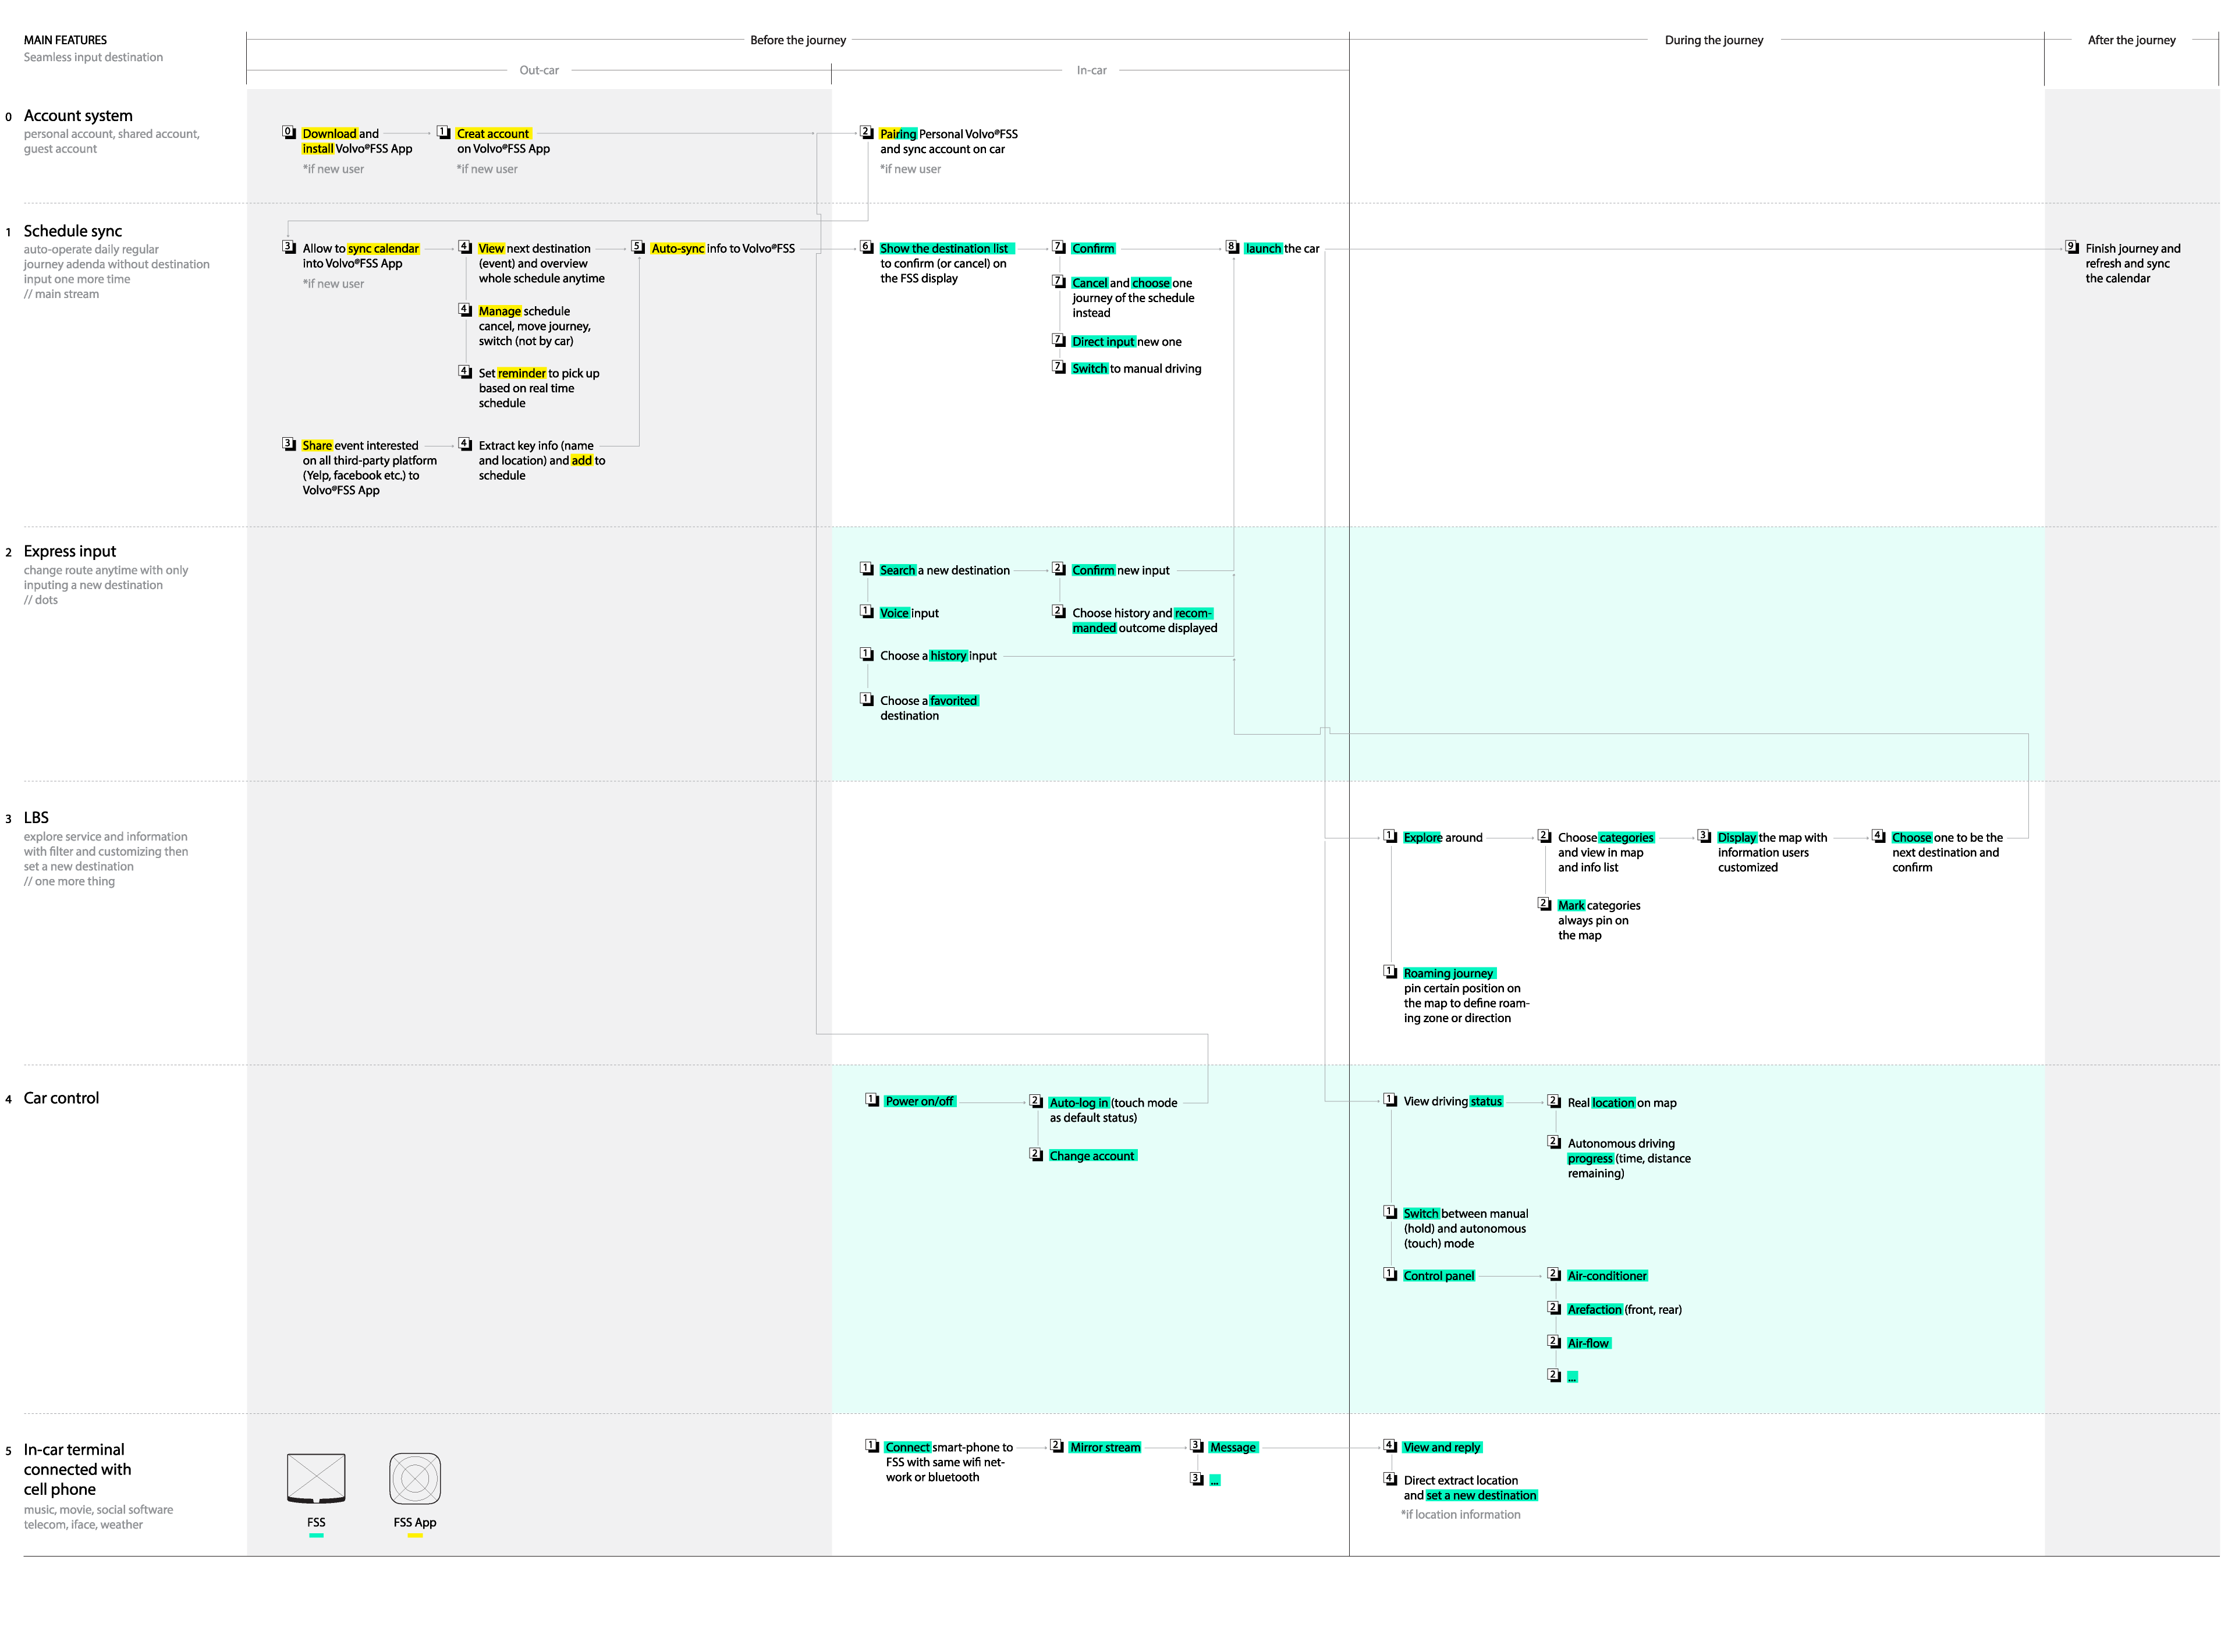 MAIN FEATURES
Seamless input destination
Before the journey
During the journey
After the journey
Out-car
In-car
0 Account system
personal account, shared account,
guest account
0 Download and
install Volvo®FSS App
*if new user
1 Creat account
on Volvo®FSS App
*if new user
2 Pairing Personal Volvo®FSS
and sync account on car
*if new user
1 Schedule sync
auto-operate daily regular
journey adenda without destination
input one more time
// main stream
3 Allow to sync calendar
into Volvo®FSS App
*if new user
4 View next destination
(event) and overview
whole schedule anytime
4 Manage schedule
cancel, move journey,
switch (not by car)
4 Set reminder to pick up
based on real time
schedule
5 Auto-sync info to Volvo®FSS
3 Share event interested
on all third-party platform
(Yelp, facebook etc.) to
Volvo®FSS App
4 Extract key info (name
and location) and add to
schedule
6 Show the destination list
to confirm (or cancel) on
the FSS display
7 Confirm
7 Cancel and choose one
journey of the schedule
instead
7 Direct input new one
7 Switch to manual driving
8 launch the car
9 Finish journey and
refresh and sync
the calendar
2 Express input
change route anytime with only
inputing a new destination
// dots
1 Search a new destination
1 Voice input
1 Choose a history input
1 Choose a favorited
destination
2 Confirm new input
2 Choose history and recom-
manded outcome displayed
3 LBS
explore service and information
with filter and customizing then
set a new destination
// one more thing
1 Explore around
2 Choose categories
and view in map
and info list
2 Mark categories
always pin on
the map
3 Display the map with
information users
customized
4 Choose one to be the
next destination and
confirm
1 Roaming journey
pin certain position on
the map to define roam-
ing zone or direction
4 Car control
1 Power on/off
2 Auto-log in (touch mode
as default status)
2 Change account
1 View driving status
2 Real location on map
2 Autonomous driving
progress (time, distance
remaining)
1 Switch between manual
(hold) and autonomous
(touch) mode
1 Control panel
2 Air-conditioner
2 Arefaction (front, rear)
2 Air-flow
2 ...
5 In-car terminal
connected with
cell phone
music, movie, social software
telecom, iface, weather
FSS
FSS App
1 Connect smart-phone to
FSS with same wifi net-
work or bluetooth
2 Mirror stream
3 Message
3 ...
4 View and reply
4 Direct extract location
and set a new destination
*if location information